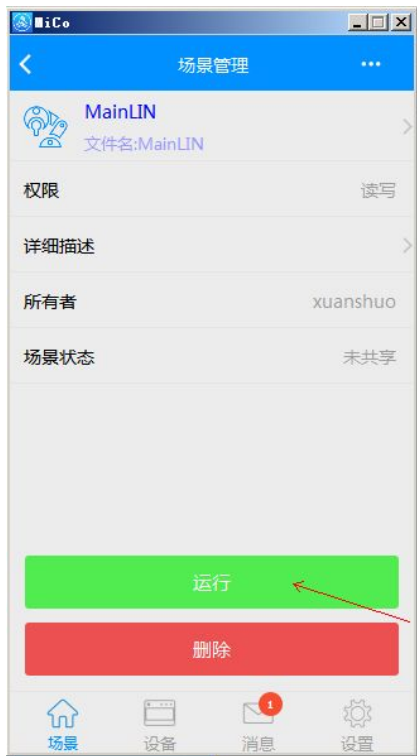 MiCo
场景管理
MainLIN
文件名:MainLIN
权限 读写
详细描述
所有者 xuanshuo
场景状态 未共享
运行
删除
1
场景 设备 消息 设置